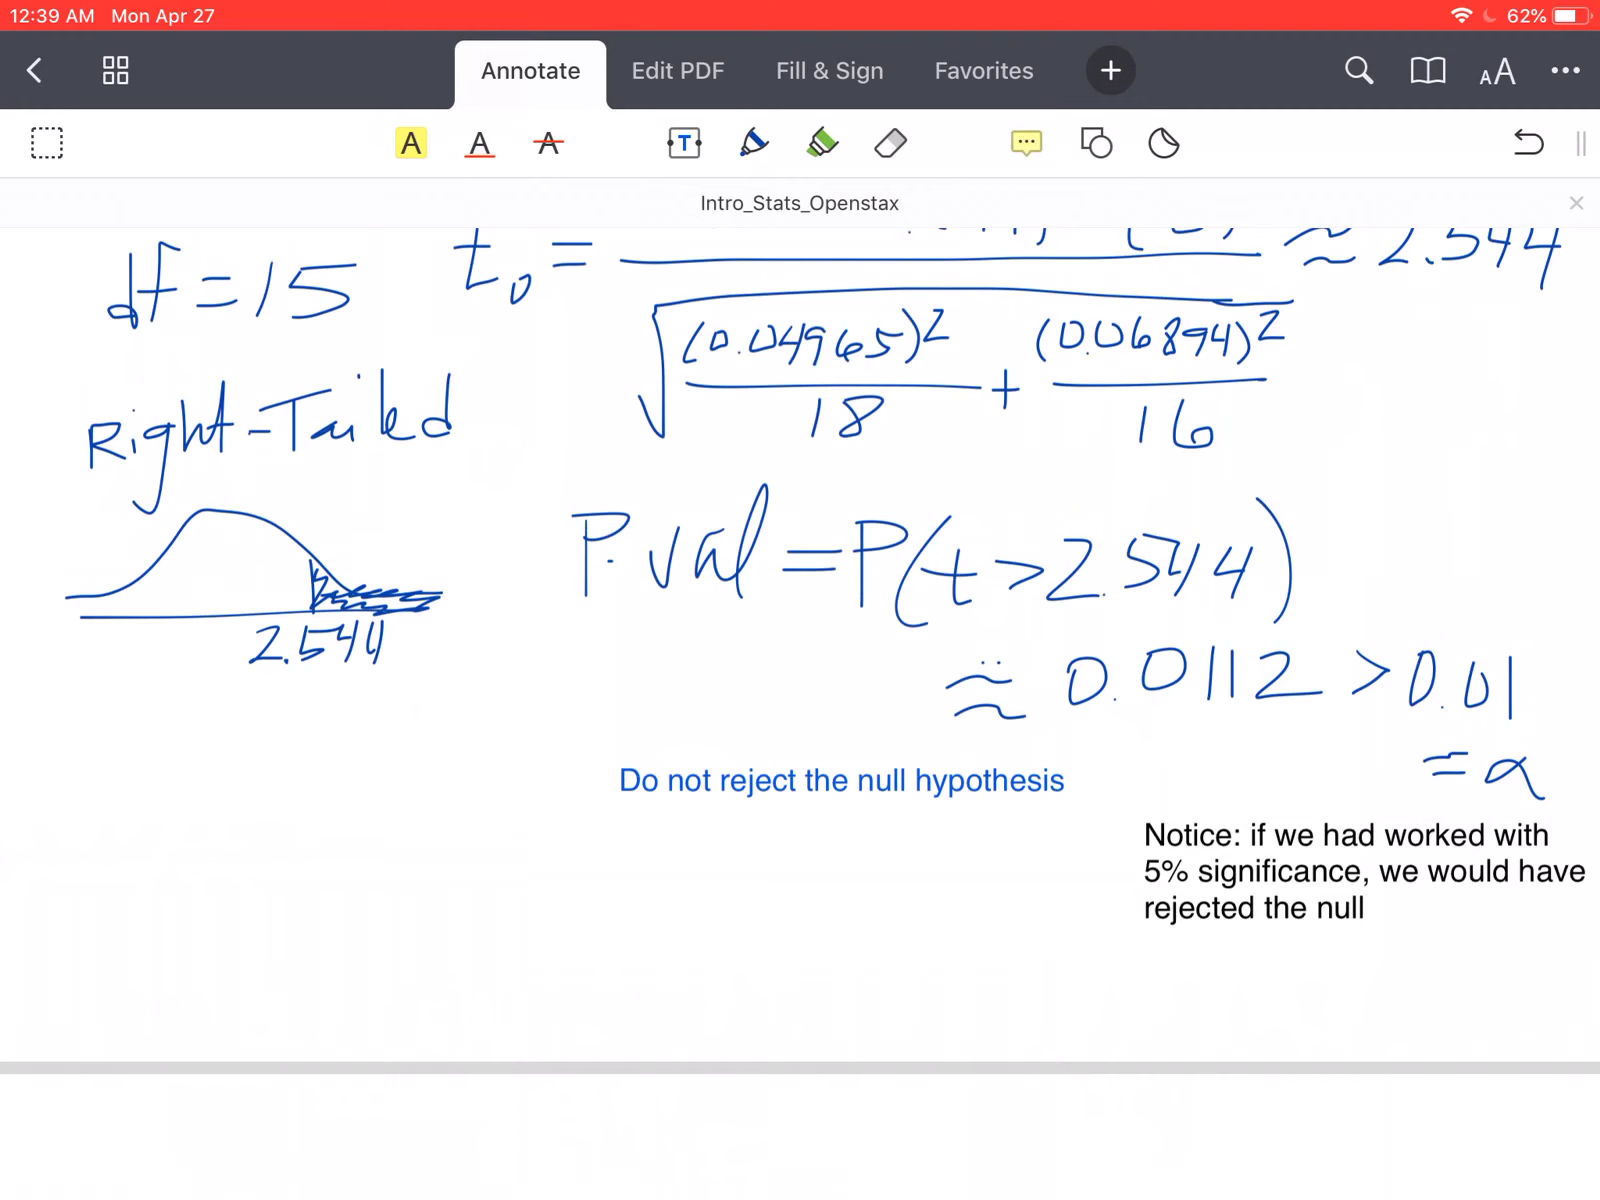 12:39 AM Mon Apr 27
62%
Annotate Edit PDF Fill & Sign Favorites
Intro_Stats_Openstax
df = 15 t₀ = ≈ 2.544
(0.04965)² (0.06894)²
+
18 16
Right-Tailed
P.val = P(t > 2.544)
2.544
≈ 0.0112 > 0.01
= α
Do not reject the null hypothesis
Notice: if we had worked with
5% significance, we would have
rejected the null